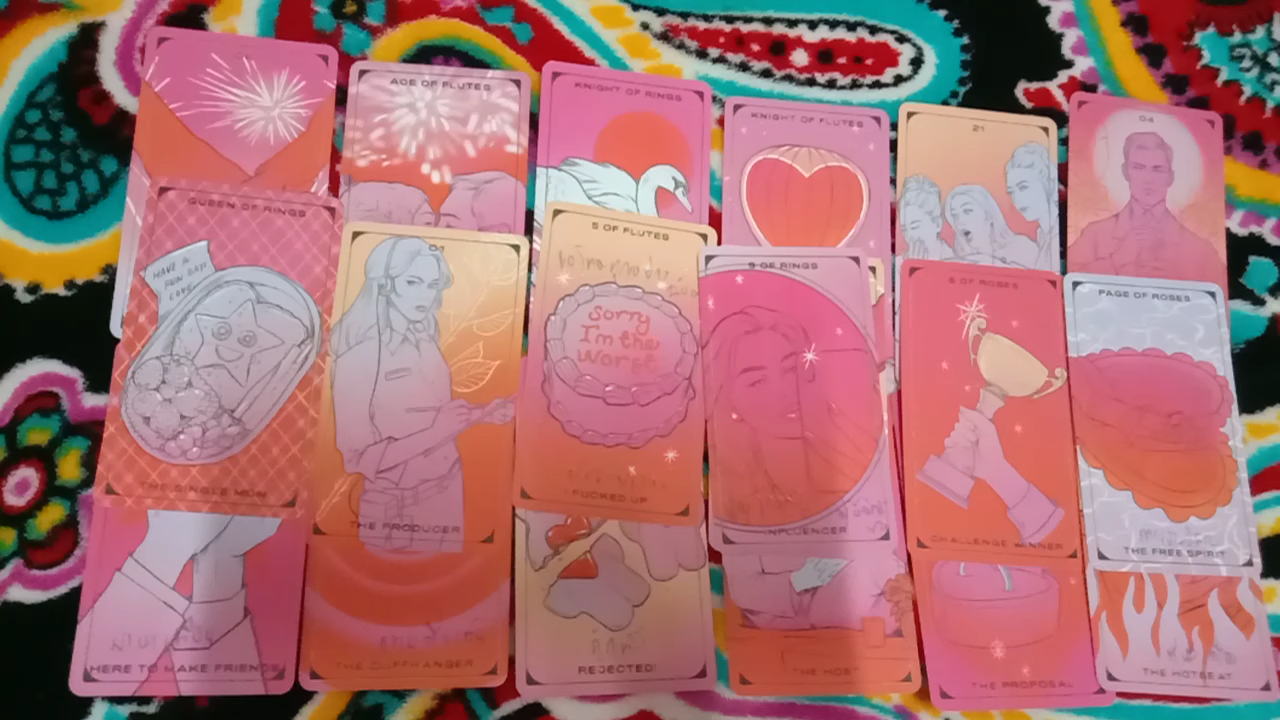 ACE OF FLUTES
KNIGHT OF RINGS
KNIGHT OF FLUTES
21
04
QUEEN OF RINGS
HAVE A
FUN DAY
LOVE
THE SINGLE MUM
01
THE PRODUCER
5 OF FLUTES
sorry
I'm the
worst
FUCKED UP
9 OF RINGS
INFLUENCER
6 OF ROSES
CHALLENGE WINNER
PAGE OF ROSES
THE FREE SPIRIT
HERE TO MAKE FRIENDS
THE CLIFFHANGER
REJECTED!
THE HOST
THE PROPOSAL
THE HOTSEAT